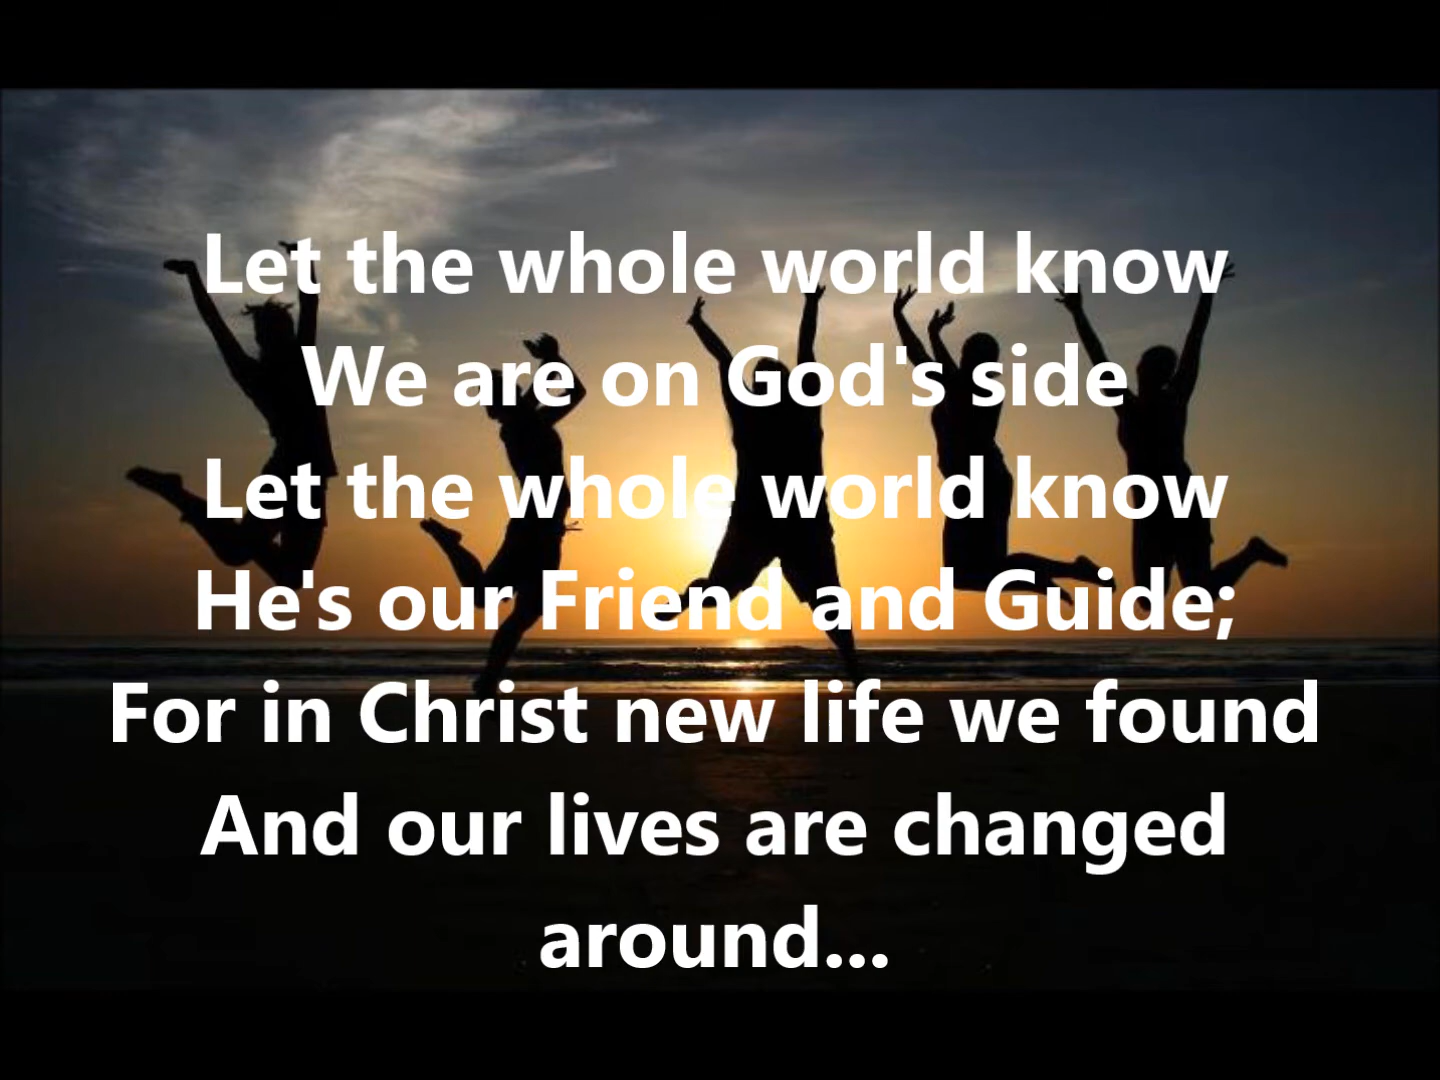 Let the whole world know
We are on God's side
Let the whole world know
He's our Friend and Guide;
For in Christ new life we found
And our lives are changed
around...